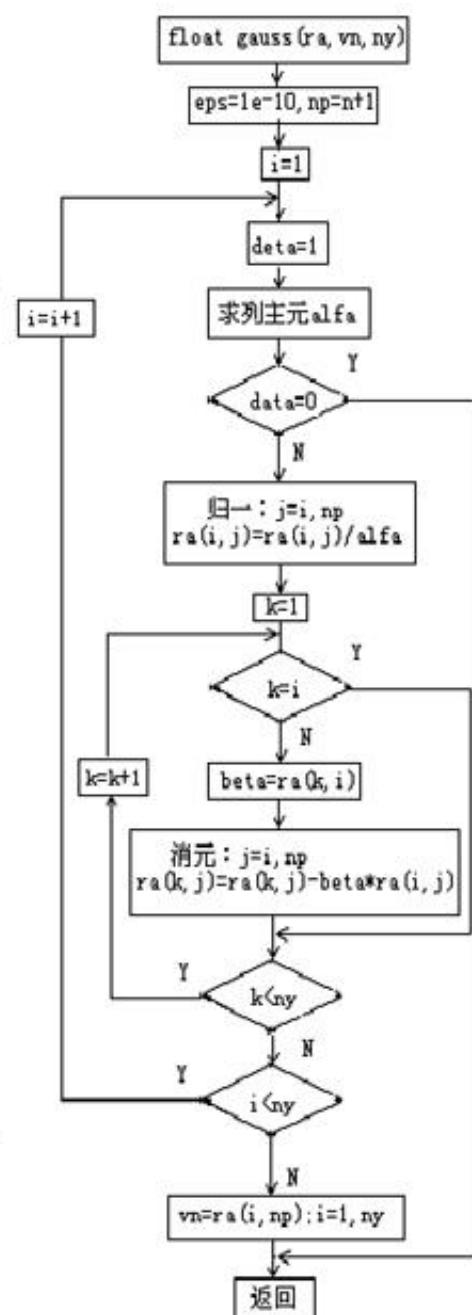 float gauss(ra,vn,ny)
eps=1e-10,np=n+1
i=1
deta=1
i=i+1
求列主元alfa
Y
data=0
N
归一：j=i,np
ra(i,j)=ra(i,j)/alfa
k=1
Y
k=i
N
k=k+1
beta=ra(k,i)
消元：j=i,np
ra(k,j)=ra(k,j)-beta*ra(i,j)
Y
k<ny
N
Y
i<ny
N
vn=ra(i,np);i=1,ny
返回